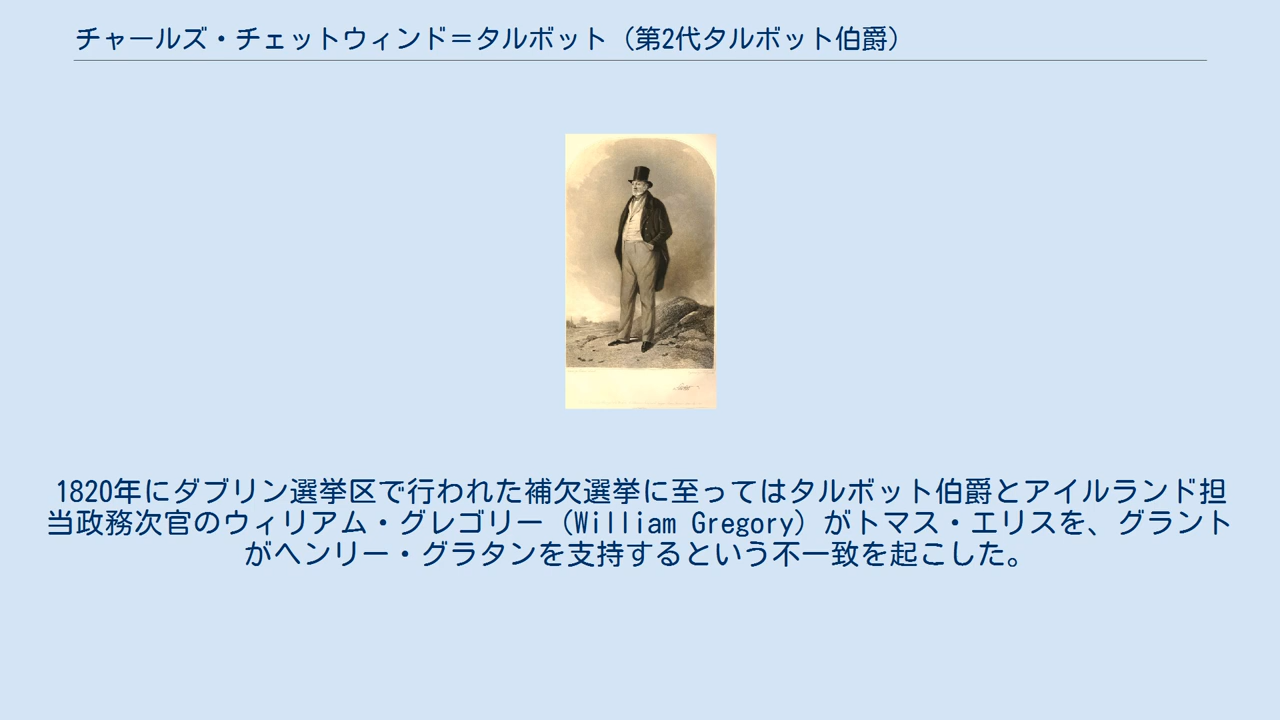 チャールズ・チェットウィンド＝タルボット（第2代タルボット伯爵）
1820年にダブリン選挙区で行われた補欠選挙に至ってはタルボット伯爵とアイルランド担
当政務次官のウィリアム・グレゴリー（William Gregory）がトマス・エリスを、グラント
がヘンリー・グラタンを支持するという不一致を起こした。